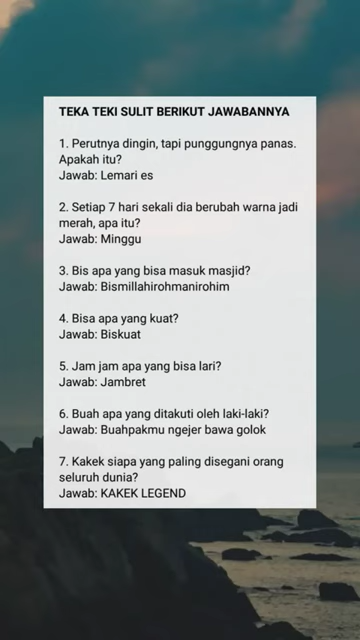 TEKA TEKI SULIT BERIKUT JAWABANNYA
1. Perutnya dingin, tapi punggungnya panas.
Apakah itu?
Jawab: Lemari es
2. Setiap 7 hari sekali dia berubah warna jadi
merah, apa itu?
Jawab: Minggu
3. Bis apa yang bisa masuk masjid?
Jawab: Bismillahirohmanirohim
4. Bisa apa yang kuat?
Jawab: Biskuat
5. Jam jam apa yang bisa lari?
Jawab: Jambret
6. Buah apa yang ditakuti oleh laki-laki?
Jawab: Buahpakmu ngejer bawa golok
7. Kakek siapa yang paling disegani orang
seluruh dunia?
Jawab: KAKEK LEGEND